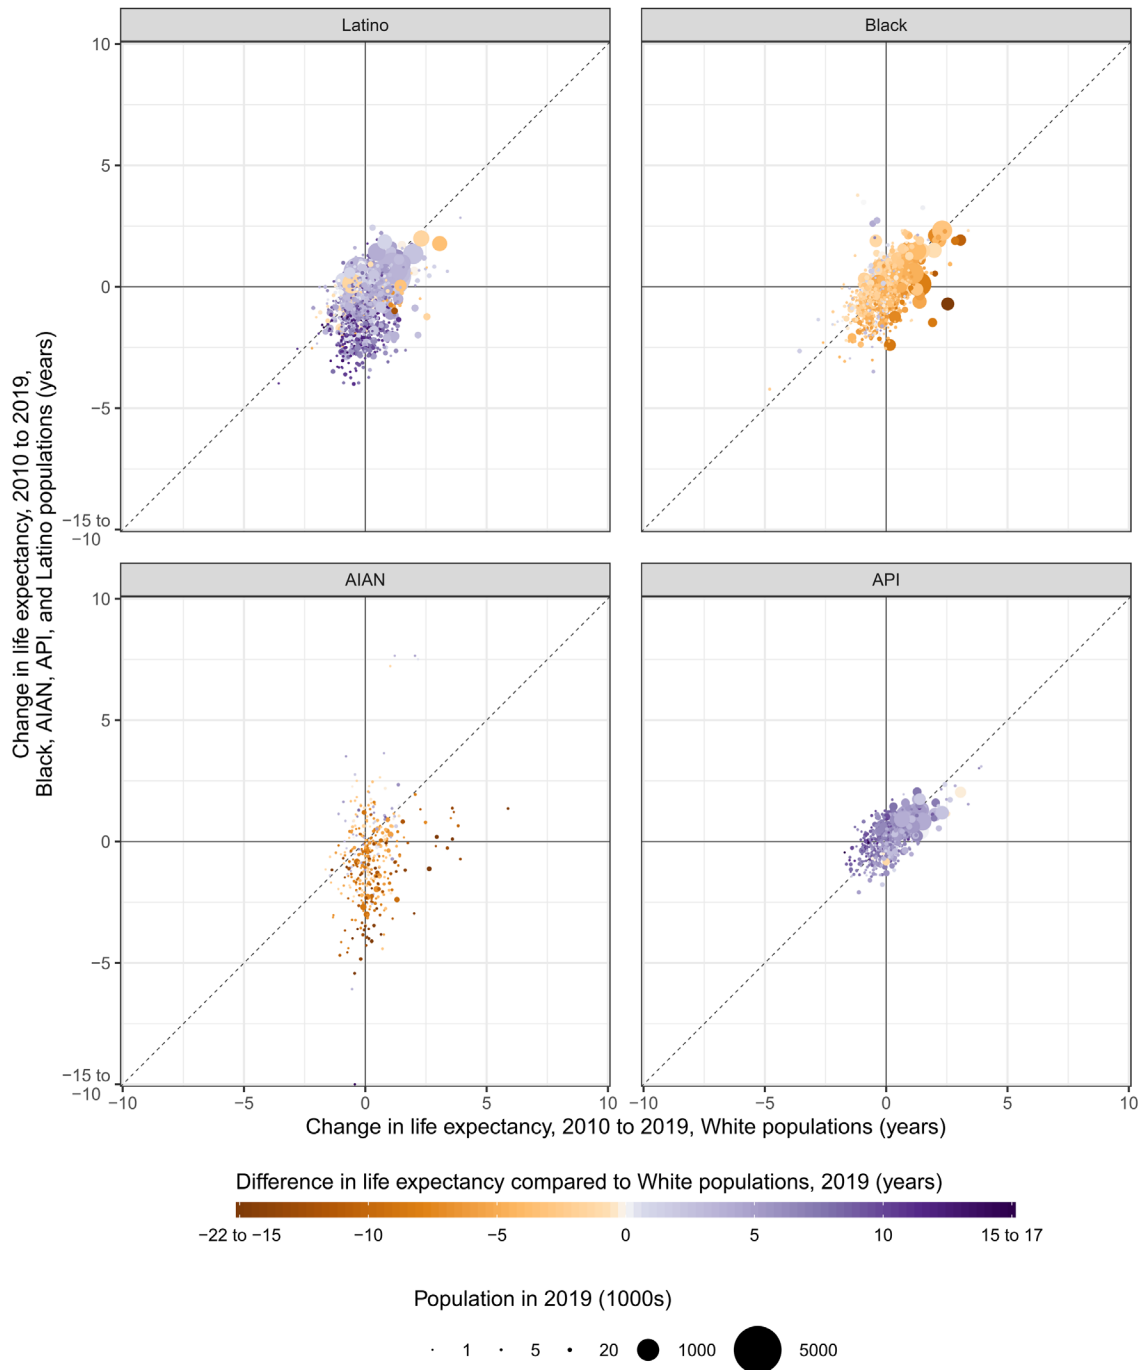 Latino
Black
10
5
0
−5
−15 to
−10
Change in life expectancy, 2010 to 2019,
Black, AIAN, API, and Latino populations (years)
AIAN
API
10
5
0
−5
−15 to
−10
−10 −5 0 5 10
−10 −5 0 5 10
Change in life expectancy, 2010 to 2019, White populations (years)
Difference in life expectancy compared to White populations, 2019 (years)
−22 to −15 −10 −5 0 5 10 15 to 17
Population in 2019 (1000s)
1 5 20 1000 5000